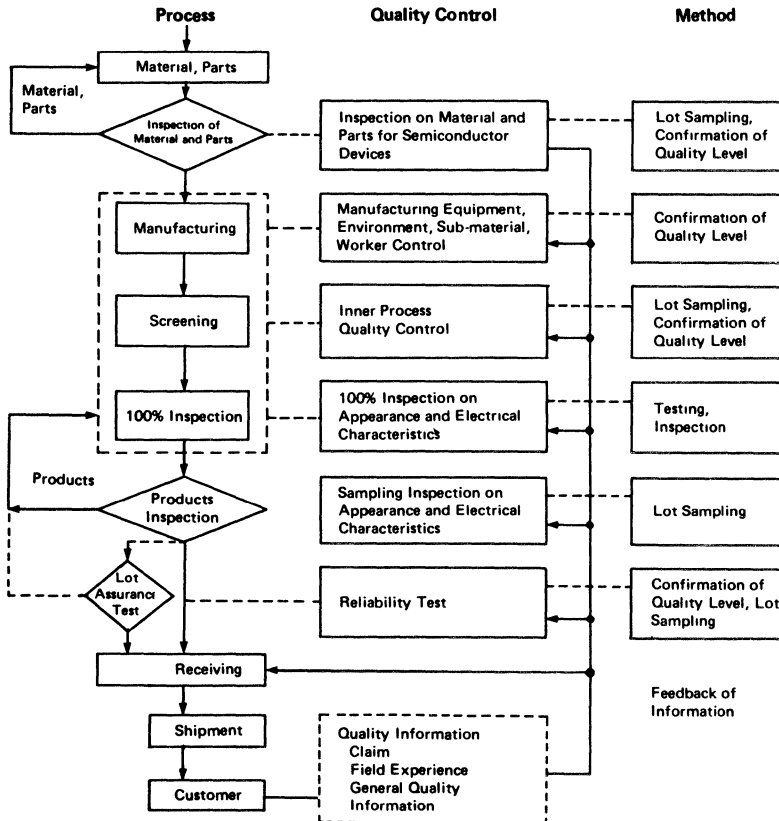 Process
Quality Control
Method
Material, Parts
Material,
Parts
Inspection of
Material and Parts
Inspection on Material and
Parts for Semiconductor
Devices
Lot Sampling,
Confirmation of
Quality Level
Manufacturing
Manufacturing Equipment,
Environment, Sub-material,
Worker Control
Confirmation of
Quality Level
Screening
Inner Process
Quality Control
Lot Sampling,
Confirmation of
Quality Level
100% Inspection
100% Inspection on
Appearance and Electrical
Characteristics
Testing,
Inspection
Products
Products
Inspection
Sampling Inspection on
Appearance and Electrical
Characteristics
Lot Sampling
Lot
Assurance
Test
Reliability Test
Confirmation of
Quality Level, Lot
Sampling
Receiving
Feedback of
Information
Shipment
Quality Information
Claim
Field Experience
General Quality
Information
Customer